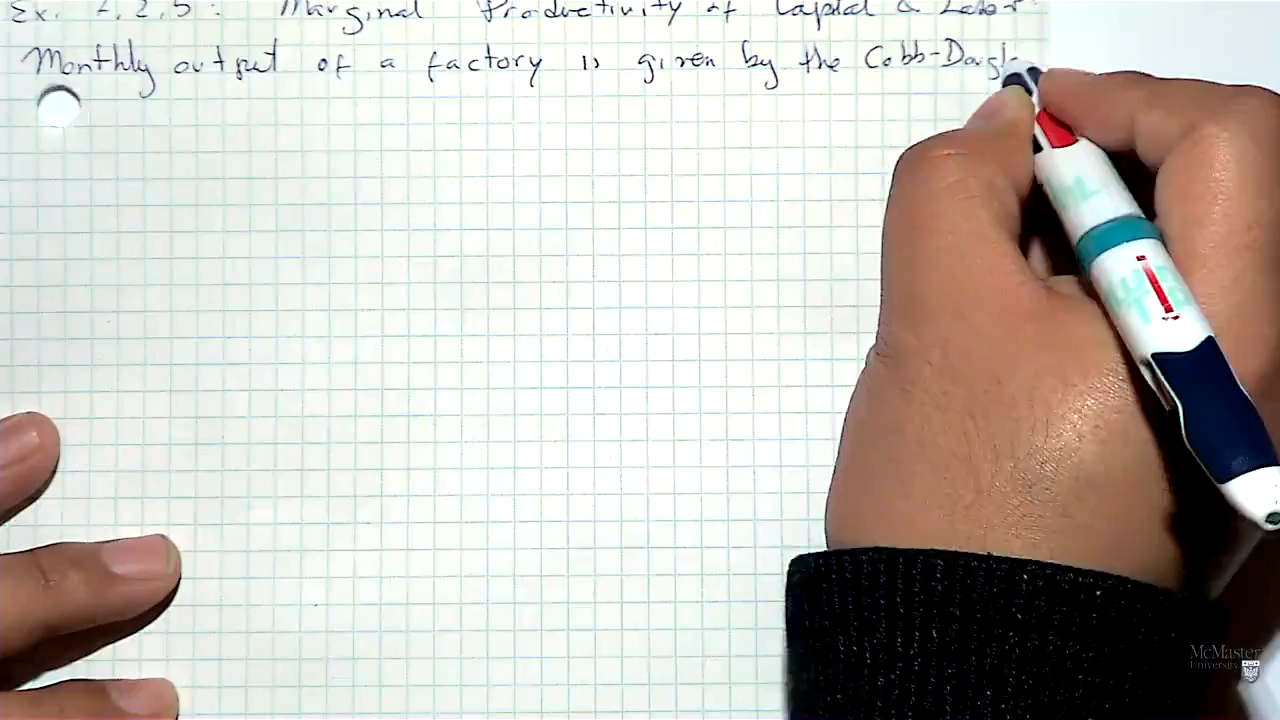 Ex. 7.2.5: Marginal Productivity of Capital & Labor
Monthly output of a factory is given by the Cobb-Dougl
McMaster
University